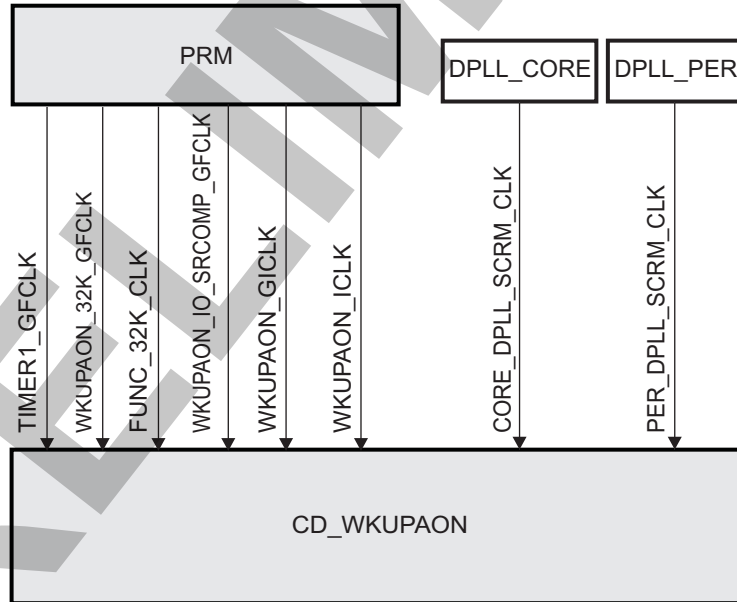 PRM
DPLL_CORE
DPLL_PER
TIMER1_GFCLK
WKUPAON_32K_GFCLK
FUNC_32K_CLK
WKUPAON_IO_SRCOMP_GFCLK
WKUPAON_GICLK
WKUPAON_ICLK
CORE_DPLL_SCRM_CLK
PER_DPLL_SCRM_CLK
CD_WKUPAON